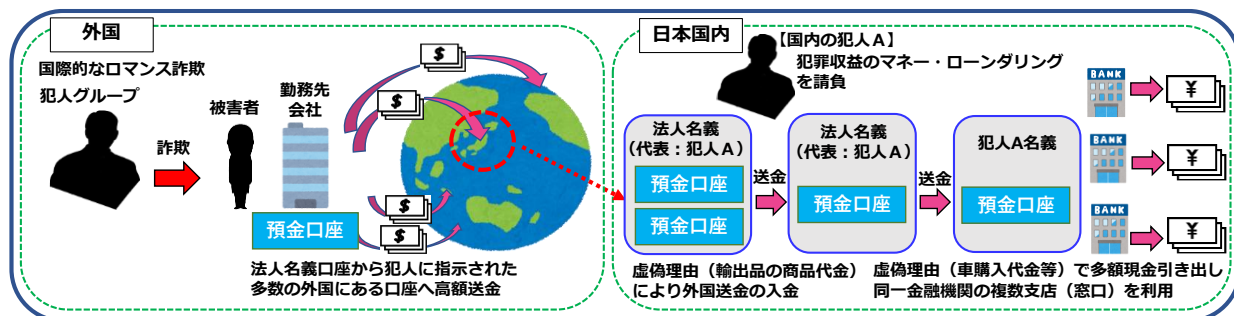 外国
国際的なロマンス詐欺
犯人グループ
詐欺
被害者
勤務先
会社
預金口座
$
$
$
$
法人名義口座から犯人に指示された
多数の外国にある口座へ高額送金
日本国内
【国内の犯人A】
犯罪収益のマネー・ローンダリング
を請負
法人名義
(代表:犯人A)
預金口座
預金口座
送金
法人名義
(代表:犯人A)
預金口座
送金
犯人A名義
預金口座
BANK
¥
BANK
¥
BANK
¥
虚偽理由(輸出品の商品代金)
により外国送金の入金
虚偽理由(車購入代金等)で多額現金引き出し
同一金融機関の複数支店(窓口)を利用